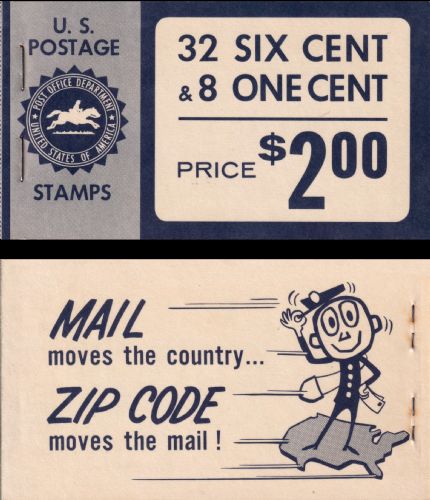 U. S.
POSTAGE
POST OFFICE DEPARTMENT
UNITED STATES OF AMERICA
STAMPS
32 SIX CENT
& 8 ONE CENT
PRICE $2.00
MAIL
moves the country...
ZIP CODE
moves the mail !